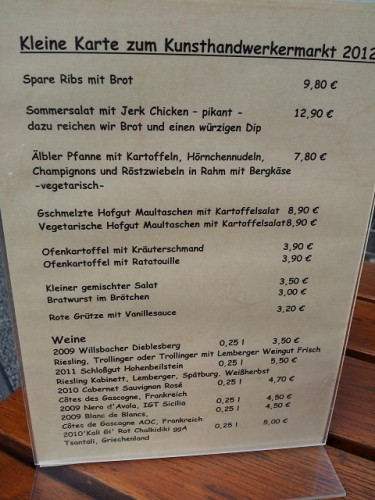 Kleine Karte zum Kunsthandwerkermarkt 2012
Spare Ribs mit Brot 9,80 €
Sommersalat mit Jerk Chicken - pikant - 12,90 €
dazu reichen wir Brot und einen würzigen Dip
Älbler Pfanne mit Kartoffeln, Hörnchennudeln, 7,80 €
Champignons und Röstzwiebeln in Rahm mit Bergkäse
-vegetarisch-
Gschmelzte Hofgut Maultaschen mit Kartoffelsalat 8,90 €
Vegetarische Hofgut Maultaschen mit Kartoffelsalat 8,90 €
Ofenkartoffel mit Kräuterschmand 3,90 €
Ofenkartoffel mit Ratatouille 3,90 €
Kleiner gemischter Salat 3,50 €
Bratwurst im Brötchen 3,00 €
Rote Grütze mit Vanillesauce 3,20 €
Weine
2009 Willsbacher Dieblesberg 0,25 l 3,50 €
Riesling, Trollinger oder Trollinger mit Lemberger Weingut Frisch
2011 Schloßgut Hohenbeilstein 0,25 l 5,50 €
Riesling Kabinett, Lemberger, Spätburg. Weißherbst
2010 Cabernet Sauvignon Rosé 0,25 l 4,70 €
Côtes des Gascogne, Frankreich
2009 Nero d'Avola, IGT Sicilia 0,25 l 4,50 €
2009 Blanc de Blancs, 0,25 l 4,50 €
Côtes de Gascogne AOC, Frankreich
2010'Kali Gi' Rot Chalkidiki ggA 0,25 l 5,00 €
Tsantali, Griechenland